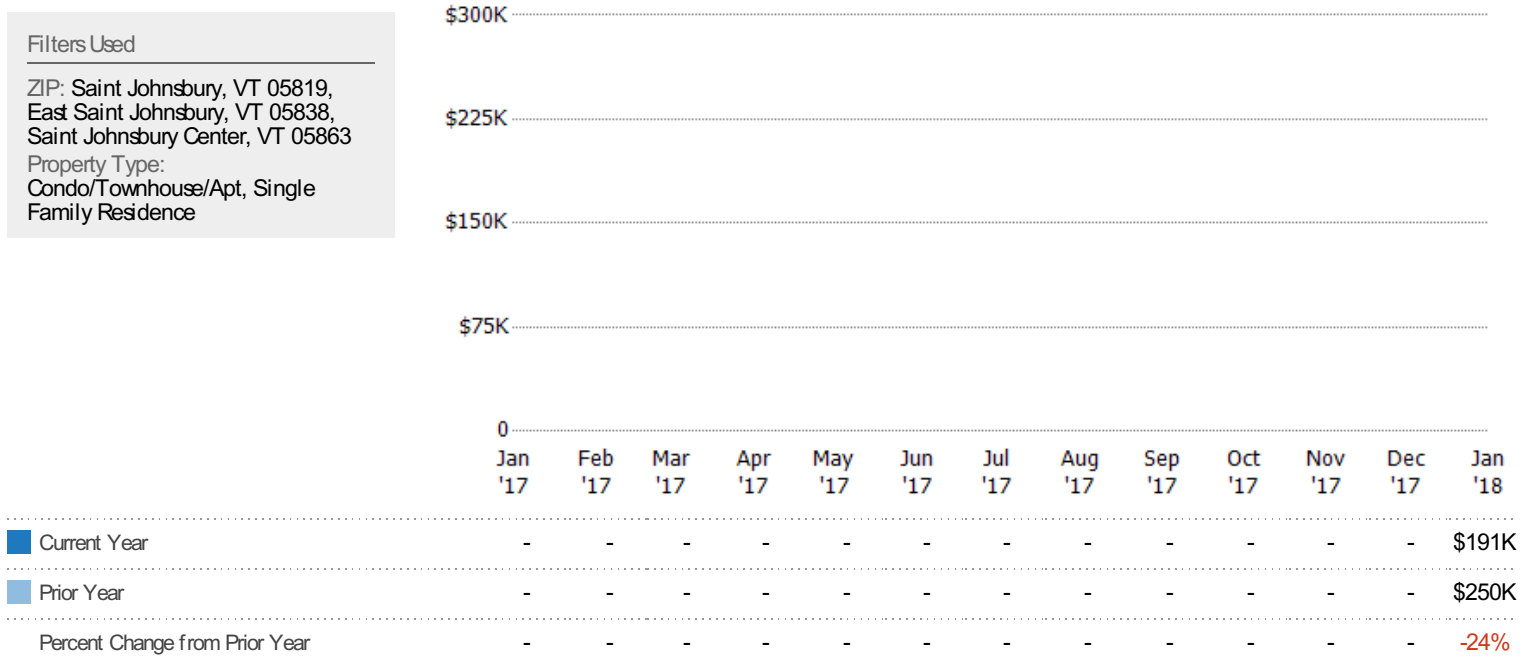 Filters Used
ZIP: Saint Johnsbury, VT 05819,
East Saint Johnsbury, VT 05838,
Saint Johnsbury Center, VT 05863
Property Type:
Condo/Townhouse/Apt, Single
Family Residence
$300K
$225K
$150K
$75K
0
Jan Feb Mar Apr May Jun Jul Aug Sep Oct Nov Dec Jan
'17 '17 '17 '17 '17 '17 '17 '17 '17 '17 '17 '17 '18
Current Year - - - - - - - - - - - - $191K
Prior Year - - - - - - - - - - - - $250K
Percent Change from Prior Year - - - - - - - - - - - - -24%